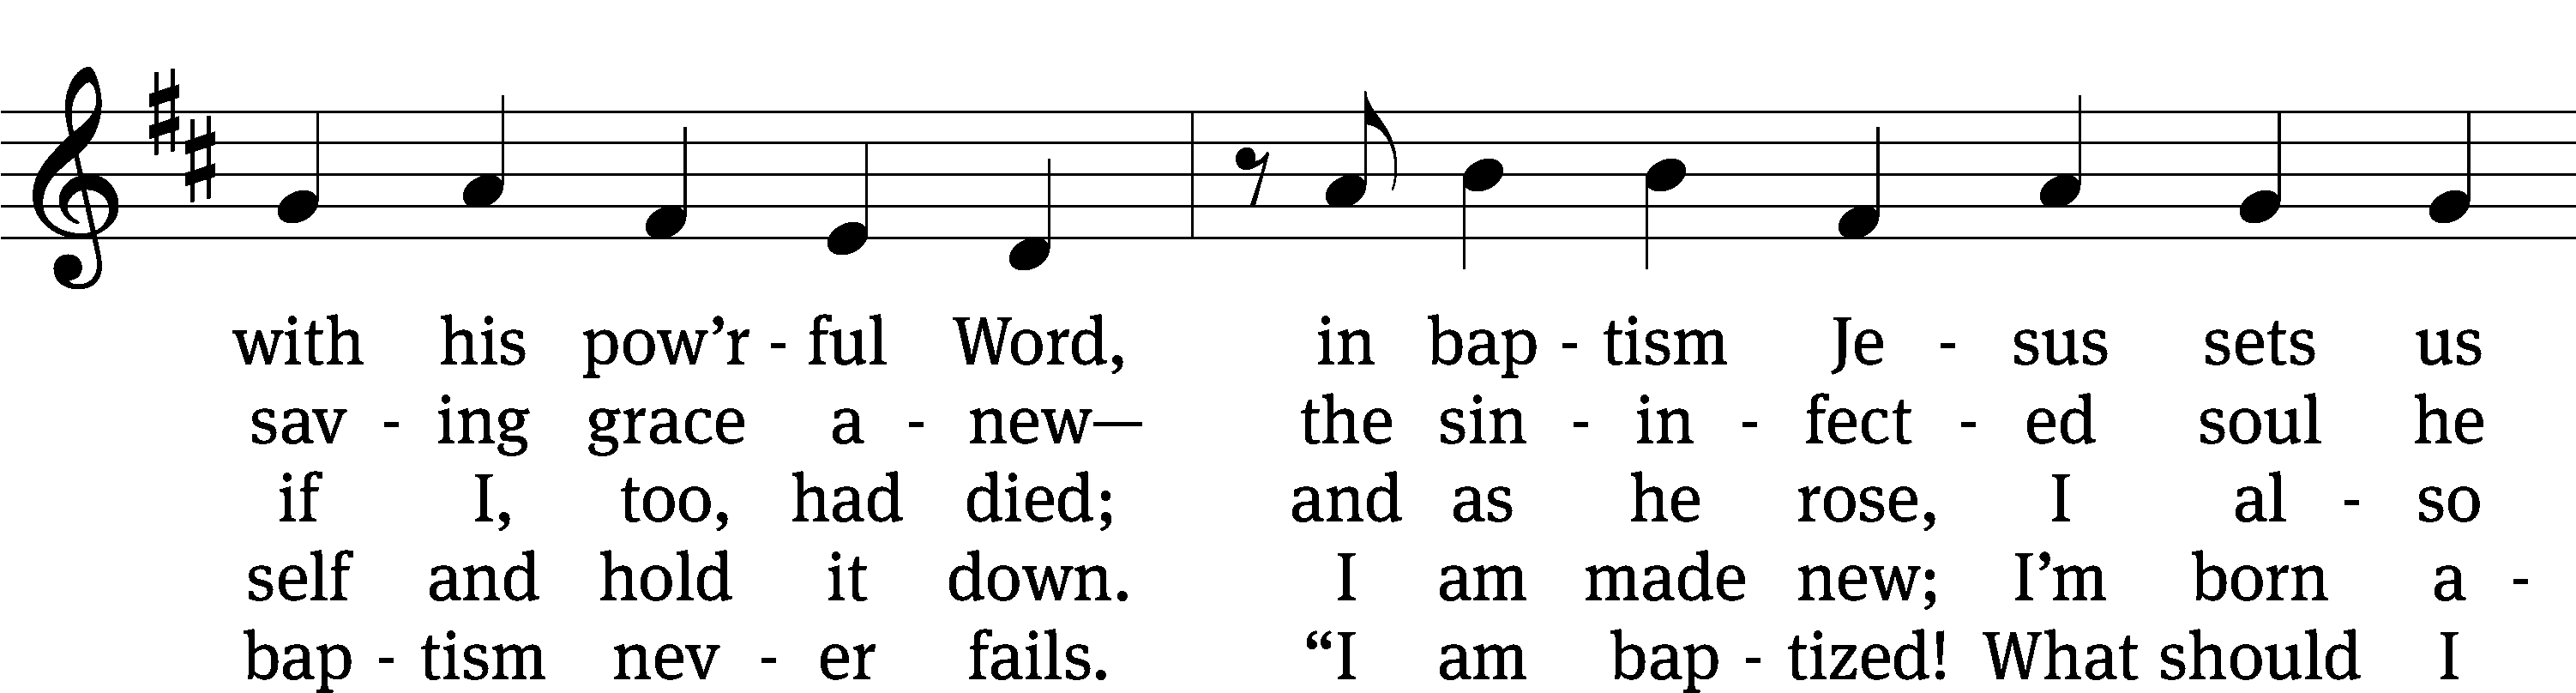 with his pow’r - ful Word, in bap - tism Je - sus sets us
sav - ing grace a - new— the sin - in - fect - ed soul he
if I, too, had died; and as he rose, I al - so
self and hold it down. I am made new; I’m born a -
bap - tism nev - er fails. “I am bap - tized! What should I